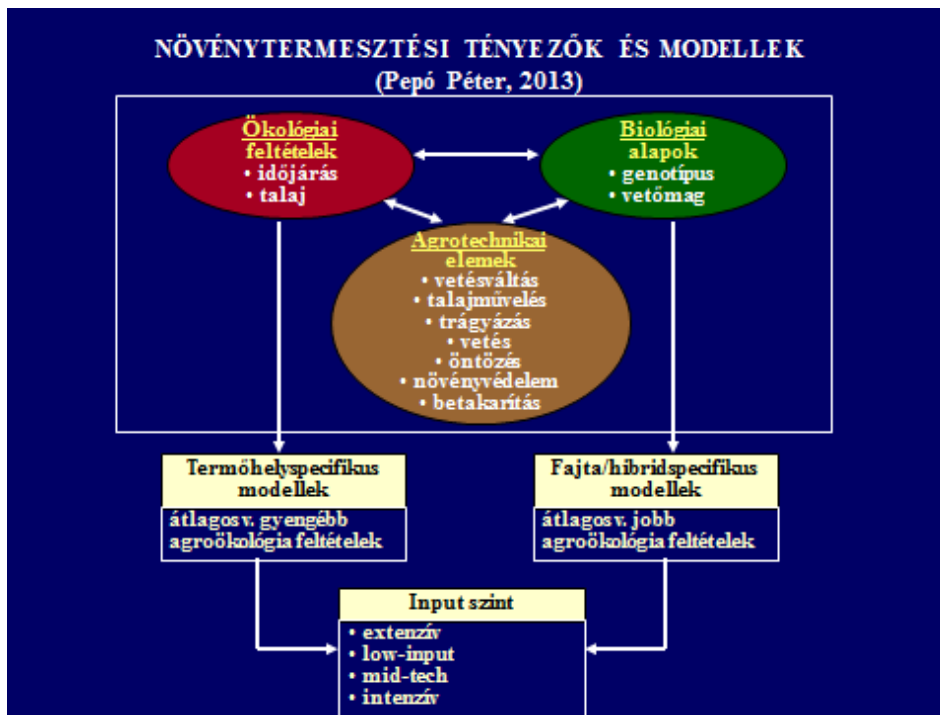 NÖVÉNYTERMESZTÉSI TÉNYEZŐK ÉS MODELLEK
(Pepó Péter, 2013)
Ökológiai
feltételek
• időjárás
• talaj
Biológiai
alapok
• genotípus
• vetőmag
Agrotechnikai
elemek
• vetésváltás
• talajművelés
• trágyázás
• vetés
• öntözés
• növényvédelem
• betakarítás
Termőhelyspecifikus
modellek
átlagos v. gyengébb
agroökológia feltételek
Fajta/hibridspecifikus
modellek
átlagos v. jobb
agroökológia feltételek
Input szint
• extenzív
• low-input
• mid-tech
• intenzív